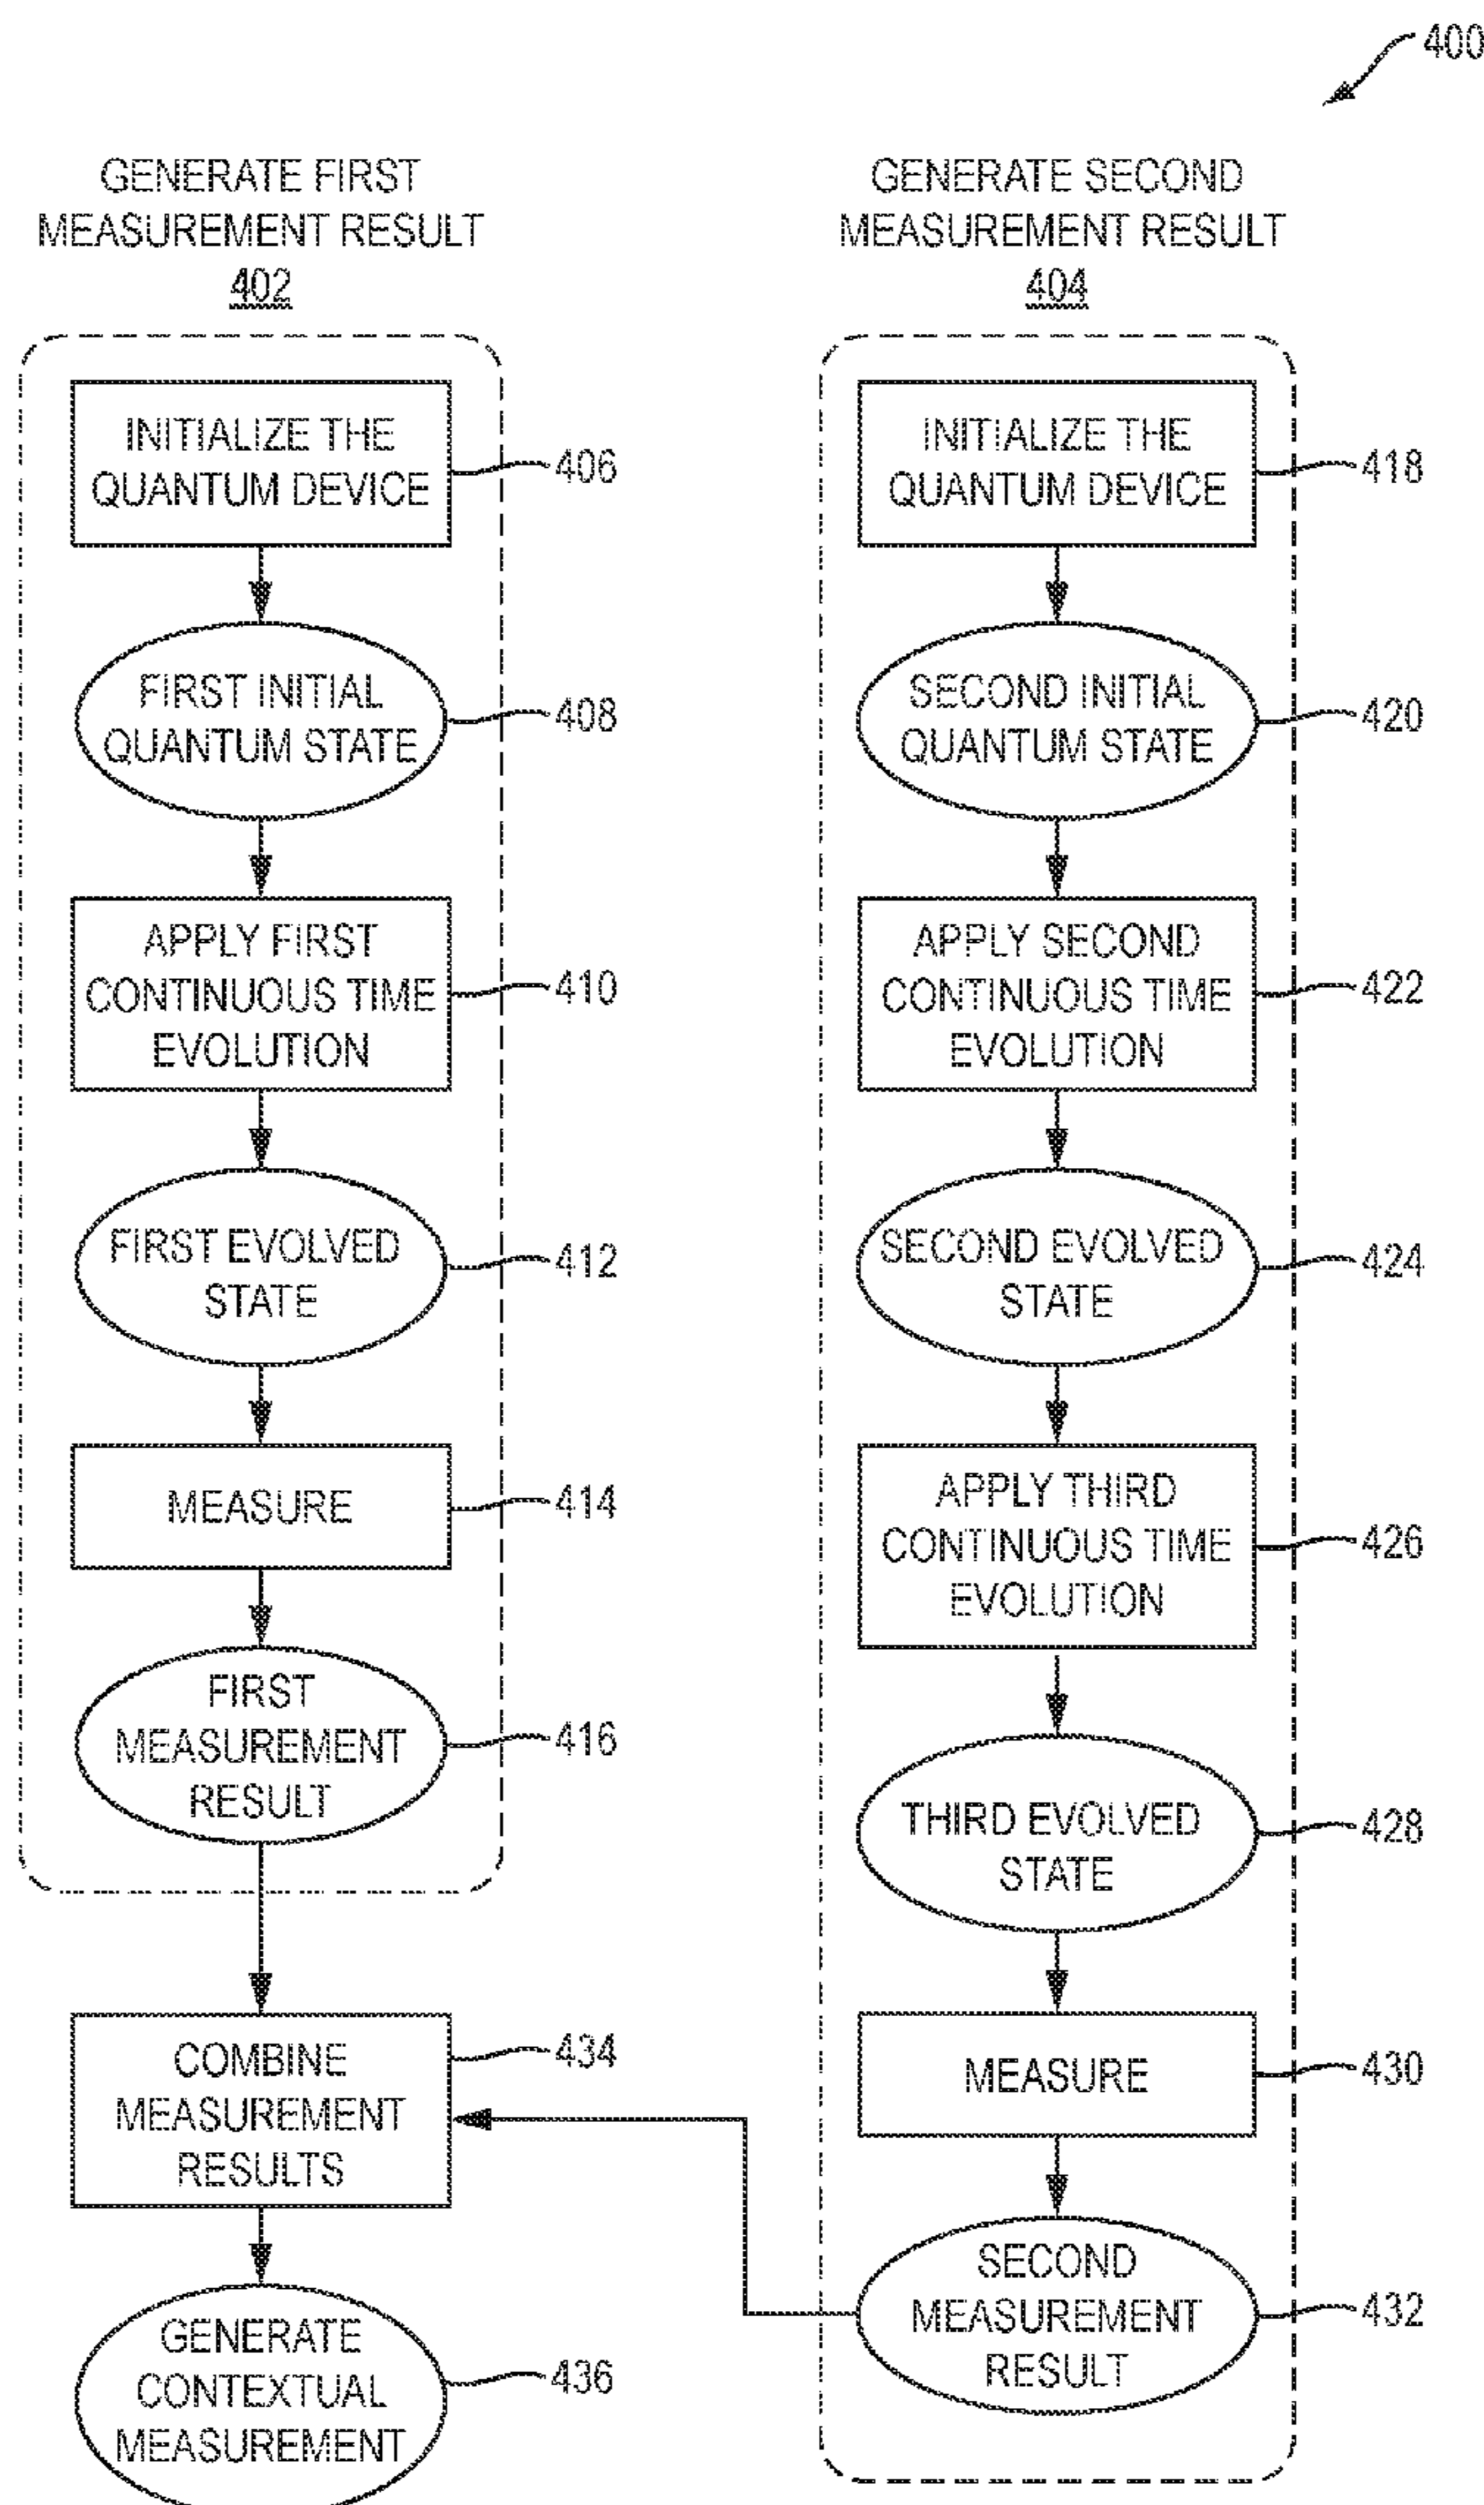 400
GENERATE FIRST
MEASUREMENT RESULT
402
INITIALIZE THE
QUANTUM DEVICE
406
FIRST INITIAL
QUANTUM STATE
408
APPLY FIRST
CONTINUOUS TIME
EVOLUTION
410
FIRST EVOLVED
STATE
412
MEASURE
414
FIRST
MEASUREMENT
RESULT
416
COMBINE
MEASUREMENT
RESULTS
434
GENERATE
CONTEXTUAL
MEASUREMENT
436
GENERATE SECOND
MEASUREMENT RESULT
404
INITIALIZE THE
QUANTUM DEVICE
418
SECOND INITIAL
QUANTUM STATE
420
APPLY SECOND
CONTINUOUS TIME
EVOLUTION
422
SECOND EVOLVED
STATE
424
APPLY THIRD
CONTINUOUS TIME
EVOLUTION
426
THIRD EVOLVED
STATE
428
MEASURE
430
SECOND
MEASUREMENT
RESULT
432